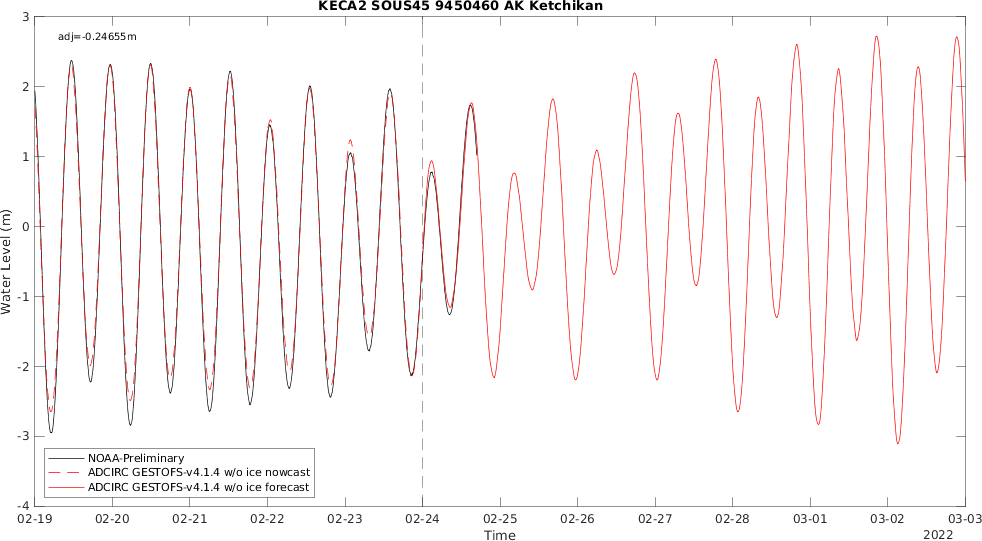 KECA2 SOUS45 9450460 AK Ketchikan
adj=-0.24655m
3
2
1
0
-1
-2
-3
-4
Water Level (m)
NOAA-Preliminary
ADCIRC GESTOFS-v4.1.4 w/o ice nowcast
ADCIRC GESTOFS-v4.1.4 w/o ice forecast
02-19 02-20 02-21 02-22 02-23 02-24 02-25 02-26 02-27 02-28 03-01 03-02 03-03
Time
2022